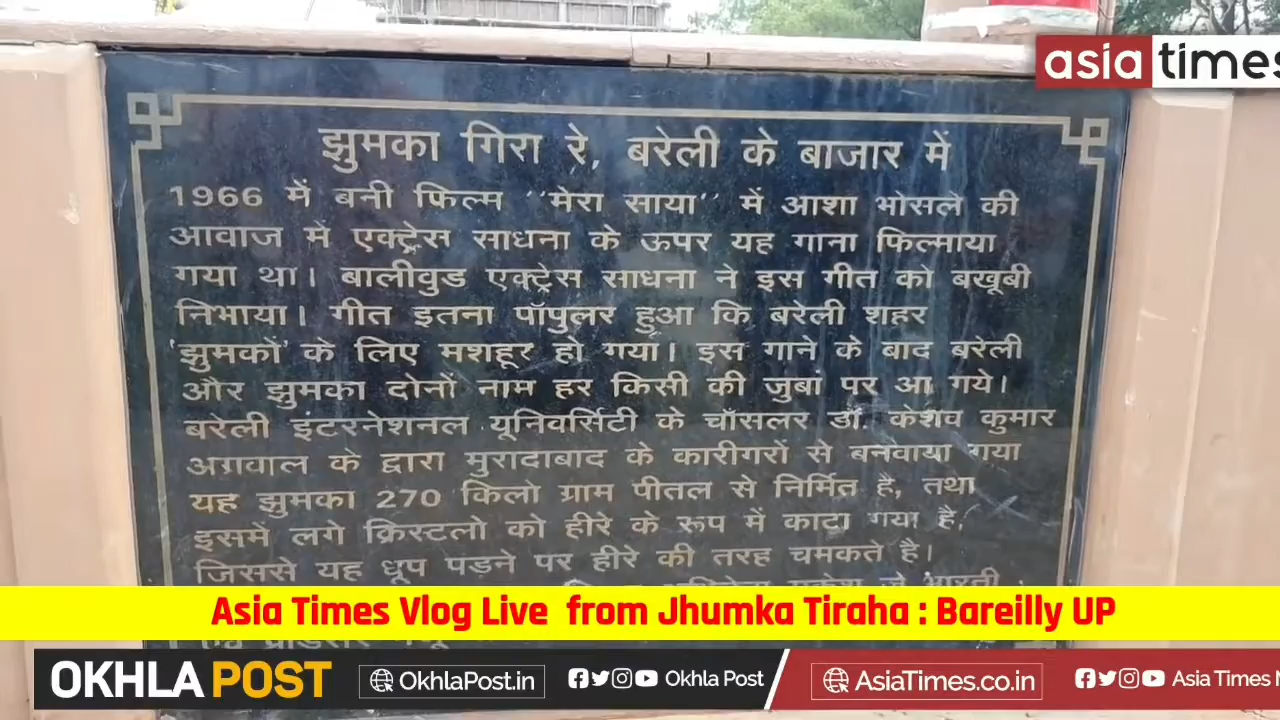 asia times
झुमका गिरा रे, बरेली के बाजार में
1966 में बनी फिल्म "मेरा साया" में आशा भोसले की
आवाज में एक्ट्रेस साधना के ऊपर यह गाना फिल्माया
गया था। बालीवुड एक्ट्रेस साधना ने इस गीत को बखूबी
निभाया। गीत इतना पॉपुलर हुआ कि बरेली शहर
'झुमकों' के लिए मशहूर हो गया। इस गाने के बाद बरेली
और झुमका दोनों नाम हर किसी की जुबां पर आ गये।
बरेली इंटरनेशनल यूनिवर्सिटी के चाँसलर डॉ. केशव कुमार
अग्रवाल के द्वारा मुरादाबाद के कारीगरों से बनवाया गया
यह झुमका 270 किलो ग्राम पीतल से निर्मित है, तथा
इसमें लगे क्रिस्टलो को हीरे के रूप में काटा गया है,
जिससे यह धूप पडने पर हीरे की तरह चमकते है।
Asia Times Vlog Live from Jhumka Tiraha : Bareilly UP
OKHLA POST OkhlaPost.in Okhla Post AsiaTimes.co.in Asia Times